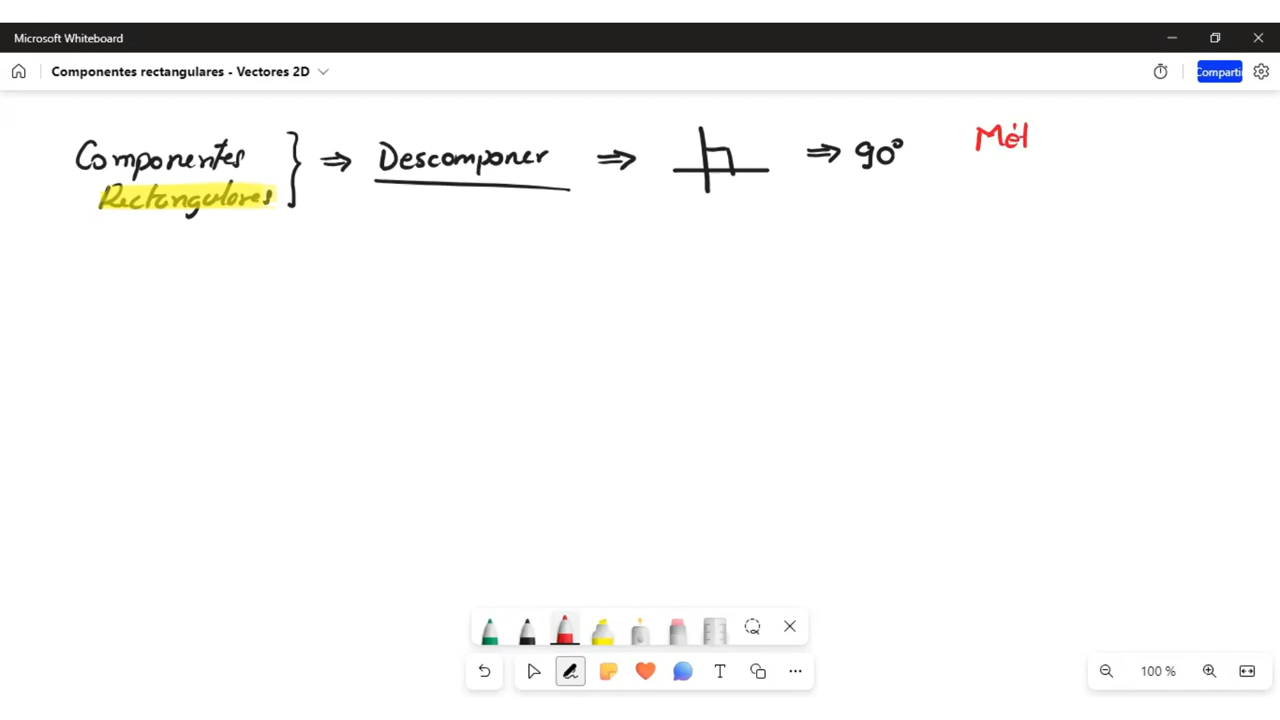 Microsoft Whiteboard
Componentes rectangulares - Vectores 2D
Comparti
Componentes } ⇒ Descomponer ⇒ ⇒ 90°
Rectangulares
Mét
100 %